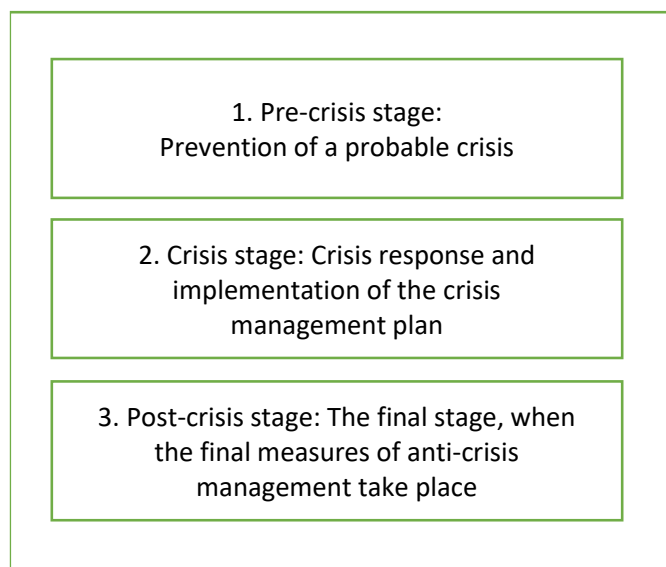 1. Pre-crisis stage:
Prevention of a probable crisis
2. Crisis stage: Crisis response and
implementation of the crisis
management plan
3. Post-crisis stage: The final stage, when
the final measures of anti-crisis
management take place